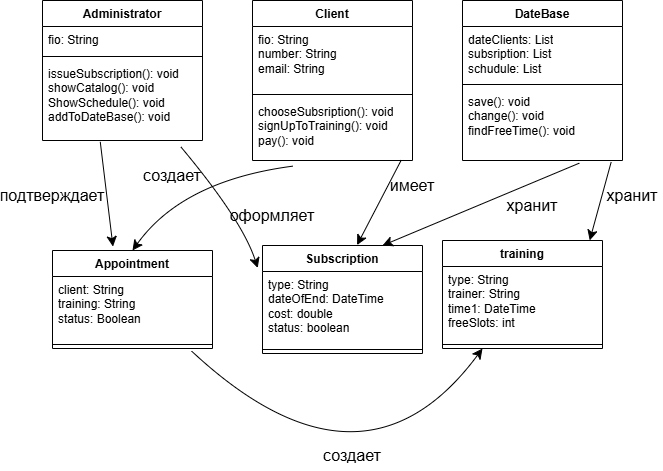 Administrator
fio: String
issueSubscription(): void
showCatalog(): void
ShowSchedule(): void
addToDateBase(): void
Client
fio: String
number: String
email: String
chooseSubsription(): void
signUpToTraining(): void
pay(): void
DateBase
dateClients: List
subsription: List
schudule: List
save(): void
change(): void
findFreeTime(): void
подтверждает
создает
оформляет
имеет
хранит
хранит
Appointment
client: String
training: String
status: Boolean
Subscription
type: String
dateOfEnd: DateTime
cost: double
status: boolean
training
type: String
trainer: String
time1: DateTime
freeSlots: int
создает